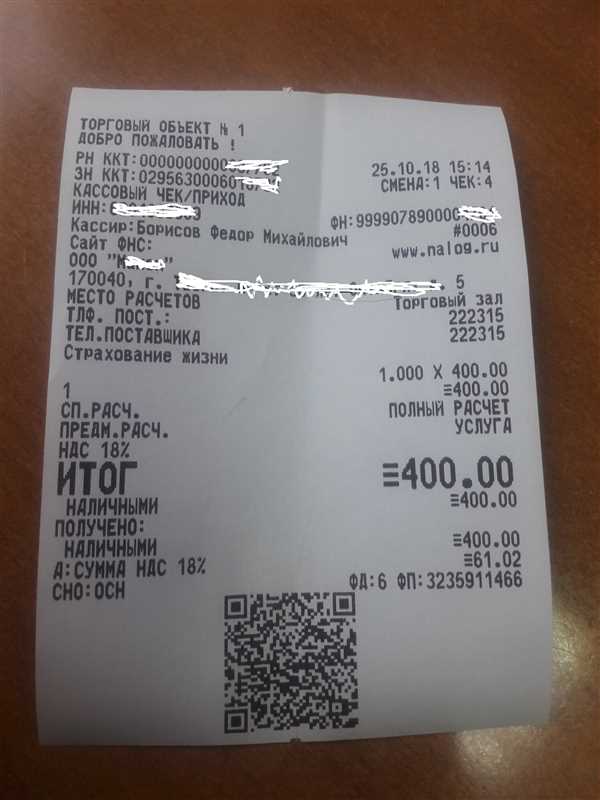 ТОРГОВЫЙ ОБЪЕКТ № 1
ДОБРО ПОЖАЛОВАТЬ !
РН ККТ:0000000000 25.10.18 15:14
ЗН ККТ:0295630006 СМЕНА:1 ЧЕК:4
КАССОВЫЙ ЧЕК/ПРИХОД
ИНН: ФН:99990789000
Кассир:Борисов Федор Михайлович #0006
Сайт ФНС: www.nalog.ru
ООО
170040, г. 5
МЕСТО РАСЧЕТОВ Торговый зал
ТЛФ. ПОСТ.: 222315
ТЕЛ.ПОСТАВШИКА 222315
Страхование жизни
1.000 X 400.00
1 ≡400.00
СП.РАСЧ. ПОЛНЫЙ РАСЧЕТ
ПРЕДМ.РАСЧ. УСЛУГА
НДС 18%
ИТОГ ≡400.00
НАЛИЧНЫМИ ≡400.00
ПОЛУЧЕНО:
НАЛИЧНЫМИ ≡400.00
А:СУММА НДС 18% ≡61.02
СНО:ОСН ФД:6 ФП:3235911466